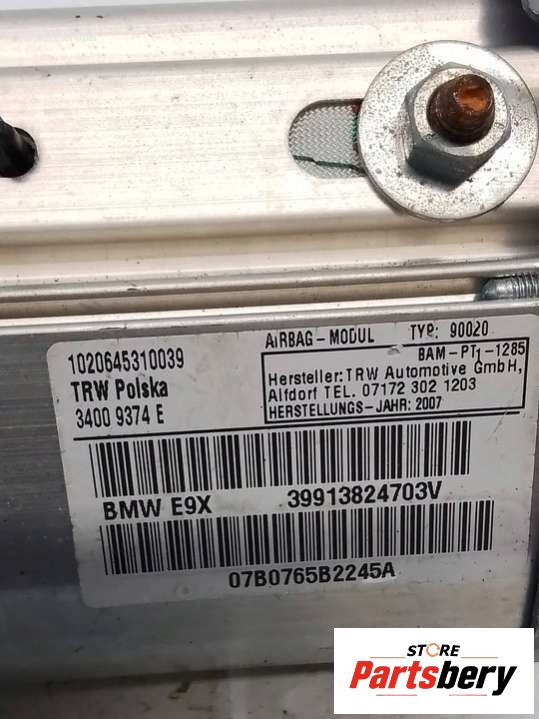 AIRBAG-MODUL TYP: 90020
1020645310039
TRW Polska
3400 9374 E
BAM-PT1-1285
Hersteller: TRW Automotive GmbH,
Alfdorf TEL. 07172 302 1203
HERSTELLUNGS-JAHR: 2007
BMW E9X 39913824703V
07B0765B2245A
STORE
Partsbery